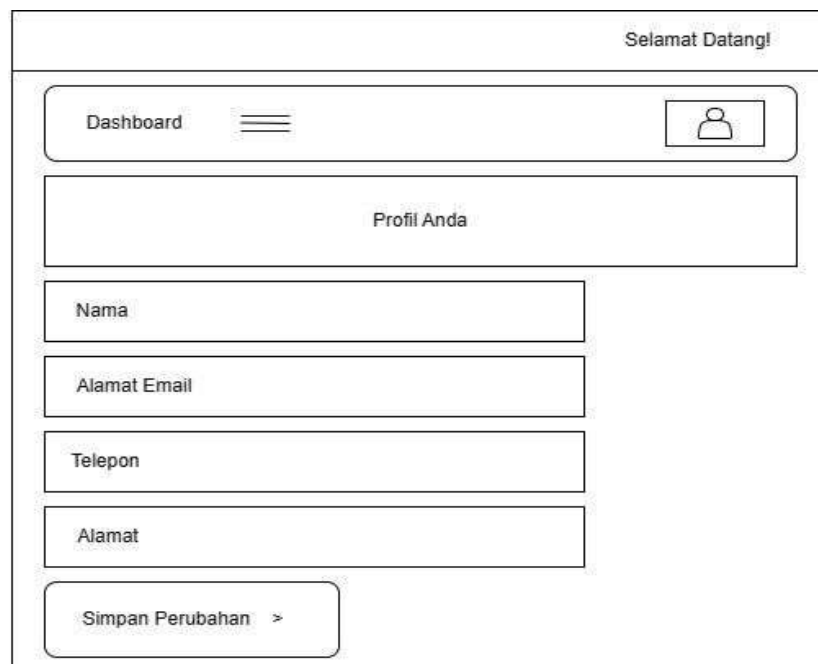 Selamat Datang!
Dashboard
Profil Anda
Nama
Alamat Email
Telepon
Alamat
Simpan Perubahan >